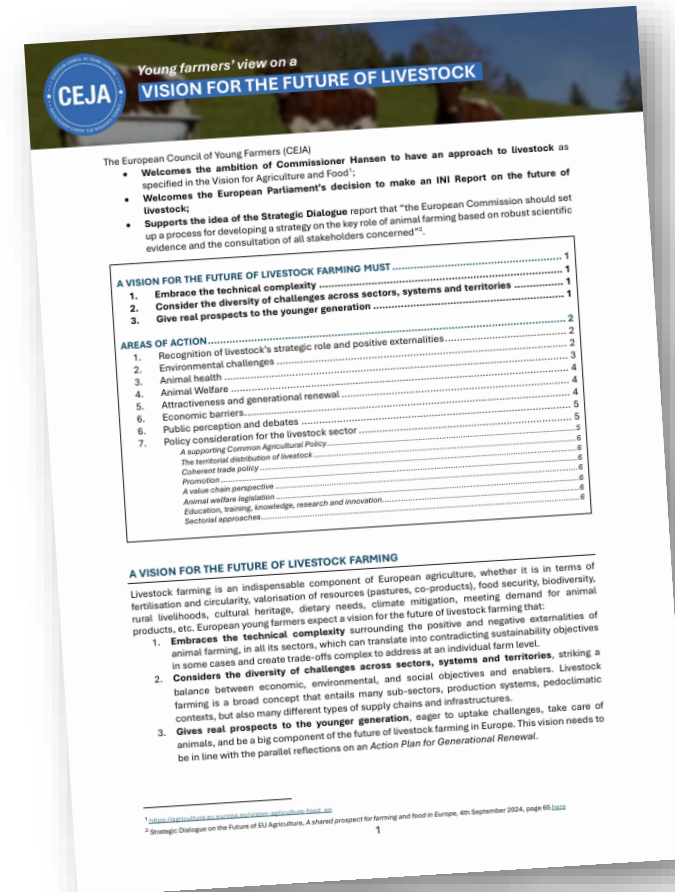 CEJA
Young farmers' view on a
VISION FOR THE FUTURE OF LIVESTOCK
The European Council of Young Farmers (CEJA)
• Welcomes the ambition of Commissioner Hansen to have an approach to livestock as
specified in the Vision for Agriculture and Food¹;
• Welcomes the European Parliament's decision to make an INI Report on the future of
livestock;
• Supports the idea of the Strategic Dialogue report that "the European Commission should set
up a process for developing a strategy on the key role of animal farming based on robust scientific
evidence and the consultation of all stakeholders concerned"².
A VISION FOR THE FUTURE OF LIVESTOCK FARMING MUST 1
1. Embrace the technical complexity 1
2. Consider the diversity of challenges across sectors, systems and territories 1
3. Give real prospects to the younger generation 1
AREAS OF ACTION 2
1. Recognition of livestock's strategic role and positive externalities 2
2. Environmental challenges 2
3. Animal health 3
4. Animal Welfare 4
5. Attractiveness and generational renewal 4
6. Economic barriers 4
6. Public perception and debates 5
7. Policy consideration for the livestock sector 5
A supporting Common Agricultural Policy 5
The territorial distribution of livestock 6
Coherent trade policy 6
Promotion 6
A value chain perspective 6
Animal welfare legislation 6
Education, training, knowledge, research and innovation 6
Sectorial approaches 6
A VISION FOR THE FUTURE OF LIVESTOCK FARMING
Livestock farming is an indispensable component of European agriculture, whether it is in terms of
fertilisation and circularity, valorisation of resources (pastures, co-products), food security, biodiversity,
rural livelihoods, cultural heritage, dietary needs, climate mitigation, meeting demand for animal
products, etc. European young farmers expect a vision for the future of livestock farming that:
1. Embraces the technical complexity surrounding the positive and negative externalities of
animal farming, in all its sectors, which can translate into contradicting sustainability objectives
in some cases and create trade-offs complex to address at an individual farm level.
2. Considers the diversity of challenges across sectors, systems and territories, striking a
balance between economic, environmental, and social objectives and enablers. Livestock
farming is a broad concept that entails many sub-sectors, production systems, pedoclimatic
contexts, but also many different types of supply chains and infrastructures.
3. Gives real prospects to the younger generation, eager to uptake challenges, take care of
animals, and be a big component of the future of livestock farming in Europe. This vision needs to
be in line with the parallel reflections on an Action Plan for Generational Renewal.
¹ https://agriculture.ec.europa.eu/vision-agriculture-food_en
² Strategic Dialogue on the Future of EU Agriculture, A shared prospect for farming and food in Europe, 4th September 2024, page 65 here
1